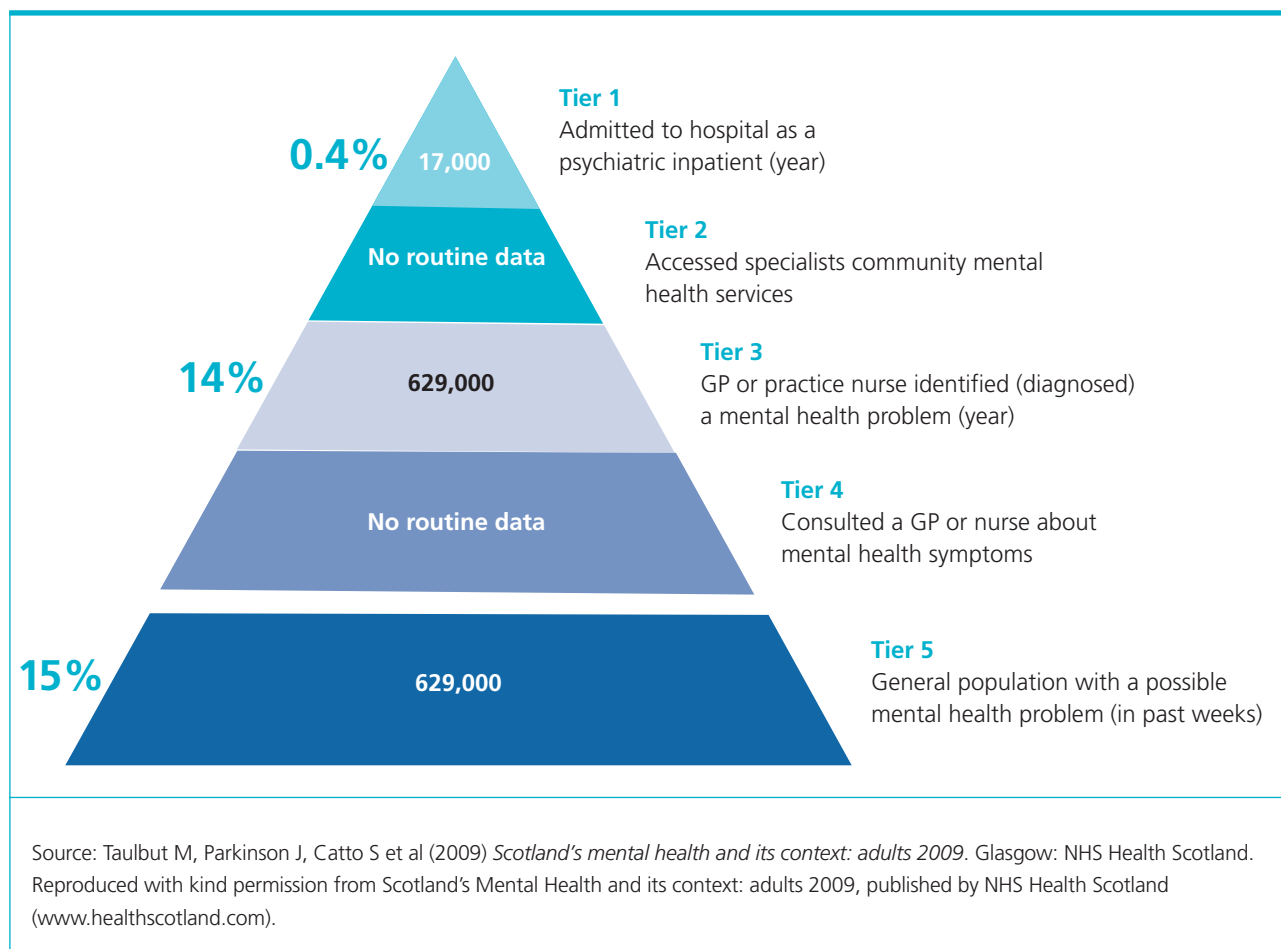 Tier 1
Admitted to hospital as a
psychiatric inpatient (year)
0.4%
17,000
Tier 2
Accessed specialists community mental
health services
No routine data
Tier 3
GP or practice nurse identified (diagnosed)
a mental health problem (year)
14%
629,000
Tier 4
Consulted a GP or nurse about
mental health symptoms
No routine data
Tier 5
General population with a possible
mental health problem (in past weeks)
15%
629,000
Source: Taulbut M, Parkinson J, Catto S et al (2009) Scotland's mental health and its context: adults 2009. Glasgow: NHS Health Scotland.
Reproduced with kind permission from Scotland's Mental Health and its context: adults 2009, published by NHS Health Scotland
(www.healthscotland.com).